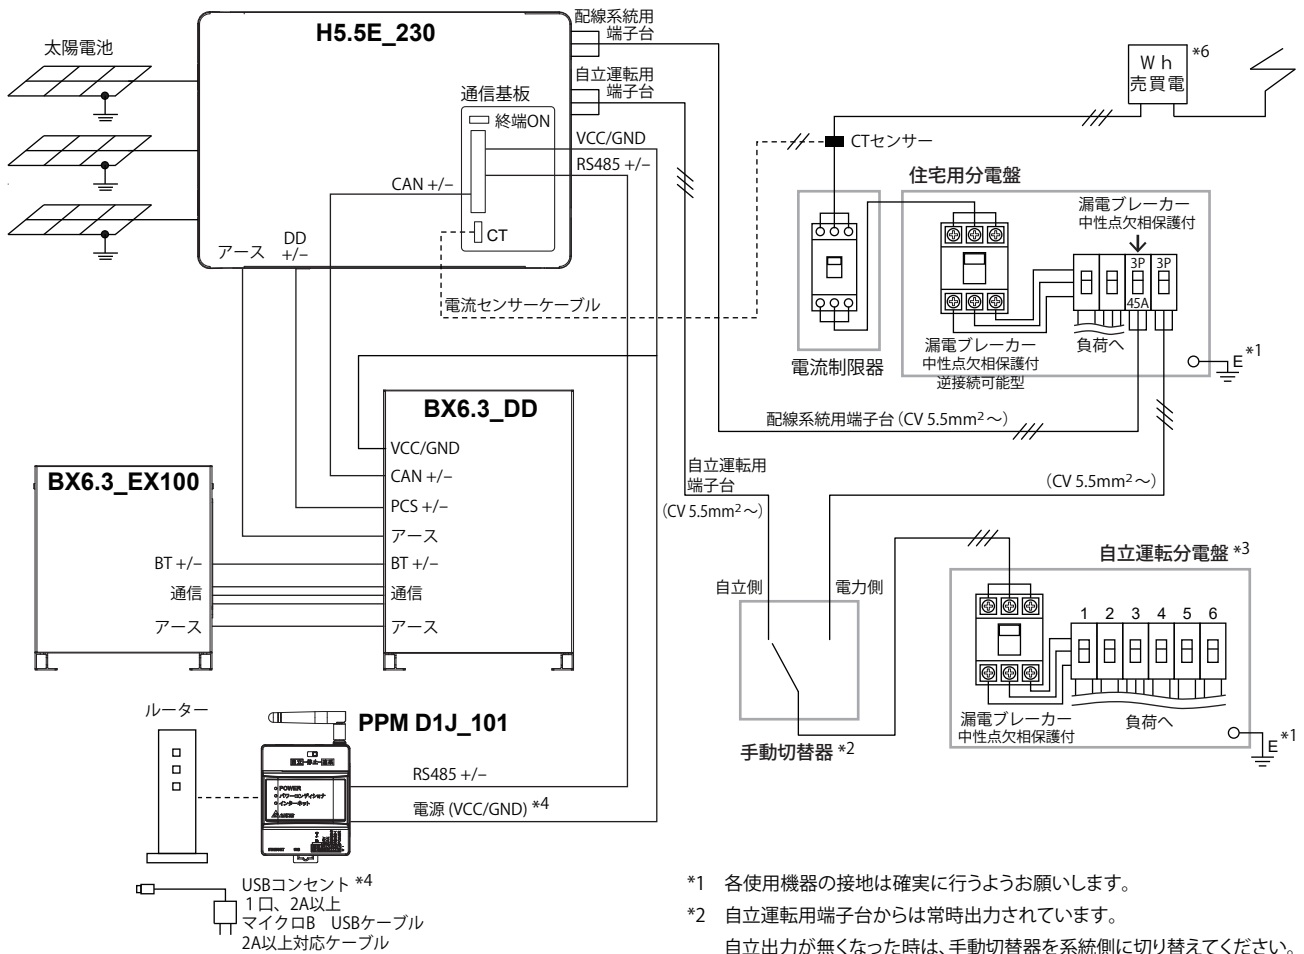 H5.5E_230
太陽電池
配線系統用
端子台
自立運転用
端子台
通信基板
終端ON
VCC/GND
RS485 +/–
CAN +/–
CT
アース
DD
+/–
電流センサーケーブル
W h
売買電
*6
CTセンサー
住宅用分電盤
漏電ブレーカー
中性点欠相保護付
3P
3P
45A
漏電ブレーカー
中性点欠相保護付
逆接続可能型
負荷へ
E *1
電流制限器
配線系統用端子台 (CV 5.5mm²～)
BX6.3_DD
VCC/GND
CAN +/–
PCS +/–
アース
BT +/–
通信
アース
BX6.3_EX100
BT +/–
通信
アース
自立運転用
端子台
(CV 5.5mm²～)
(CV 5.5mm²～)
自立側
電力側
手動切替器 *2
自立運転分電盤 *3
1 2 3 4 5 6
漏電ブレーカー
中性点欠相保護付
負荷へ
E *1
ルーター
PPM D1J_101
POWER
パワーコンディショナ
インターネット
RS485 +/–
電源 (VCC/GND) *4
USBコンセント *4
1口、2A以上
マイクロB USBケーブル
2A以上対応ケーブル
*1 各使用機器の接地は確実に行うようお願いします。
*2 自立運転用端子台からは常時出力されています。
自立出力が無くなった時は、手動切替器を系統側に切り替えてください。